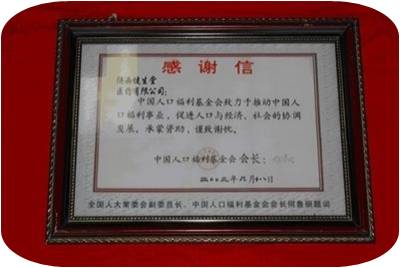 感谢信
陕西健生堂
医药有限公司：
中国人口福利基金会致力于推动中国人
口福利事业，促进人口与经济、社会的协调
发展。承蒙赞助，谨致谢忱。
中国人口福利基金会 会长：
全国人大常委会副委员长、中国人口福利基金会会长何鲁丽题词